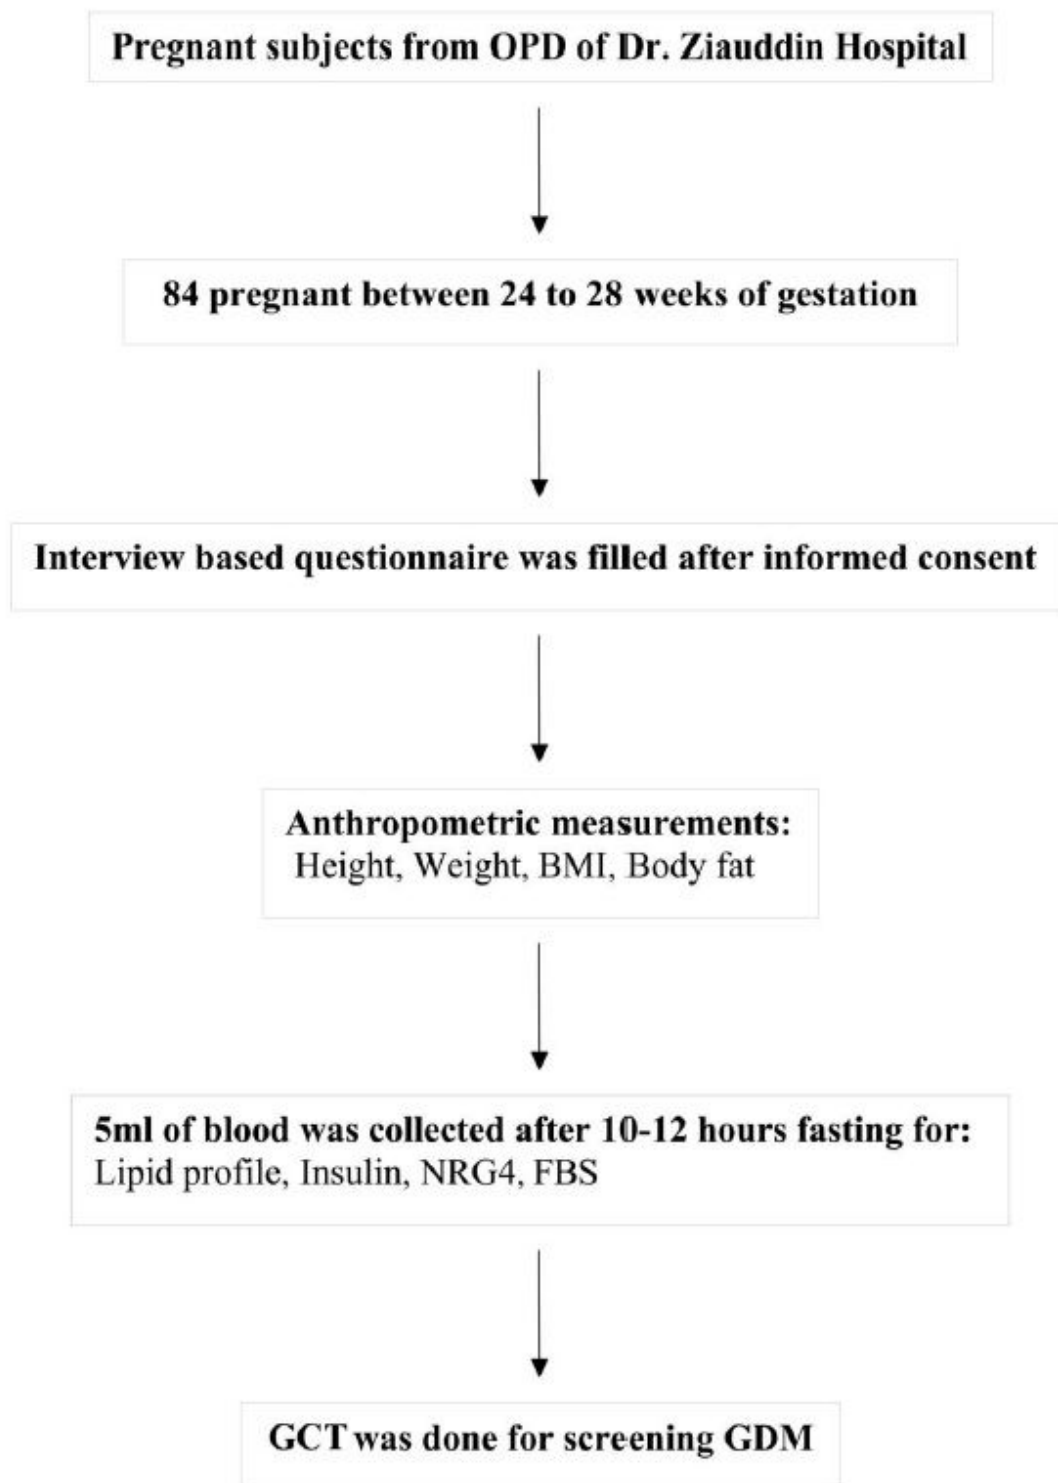 Pregnant subjects from OPD of Dr. Ziauddin Hospital
84 pregnant between 24 to 28 weeks of gestation
Interview based questionnaire was filled after informed consent
Anthropometric measurements:
Height, Weight, BMI, Body fat
5ml of blood was collected after 10-12 hours fasting for:
Lipid profile, Insulin, NRG4, FBS
GCT was done for screening GDM